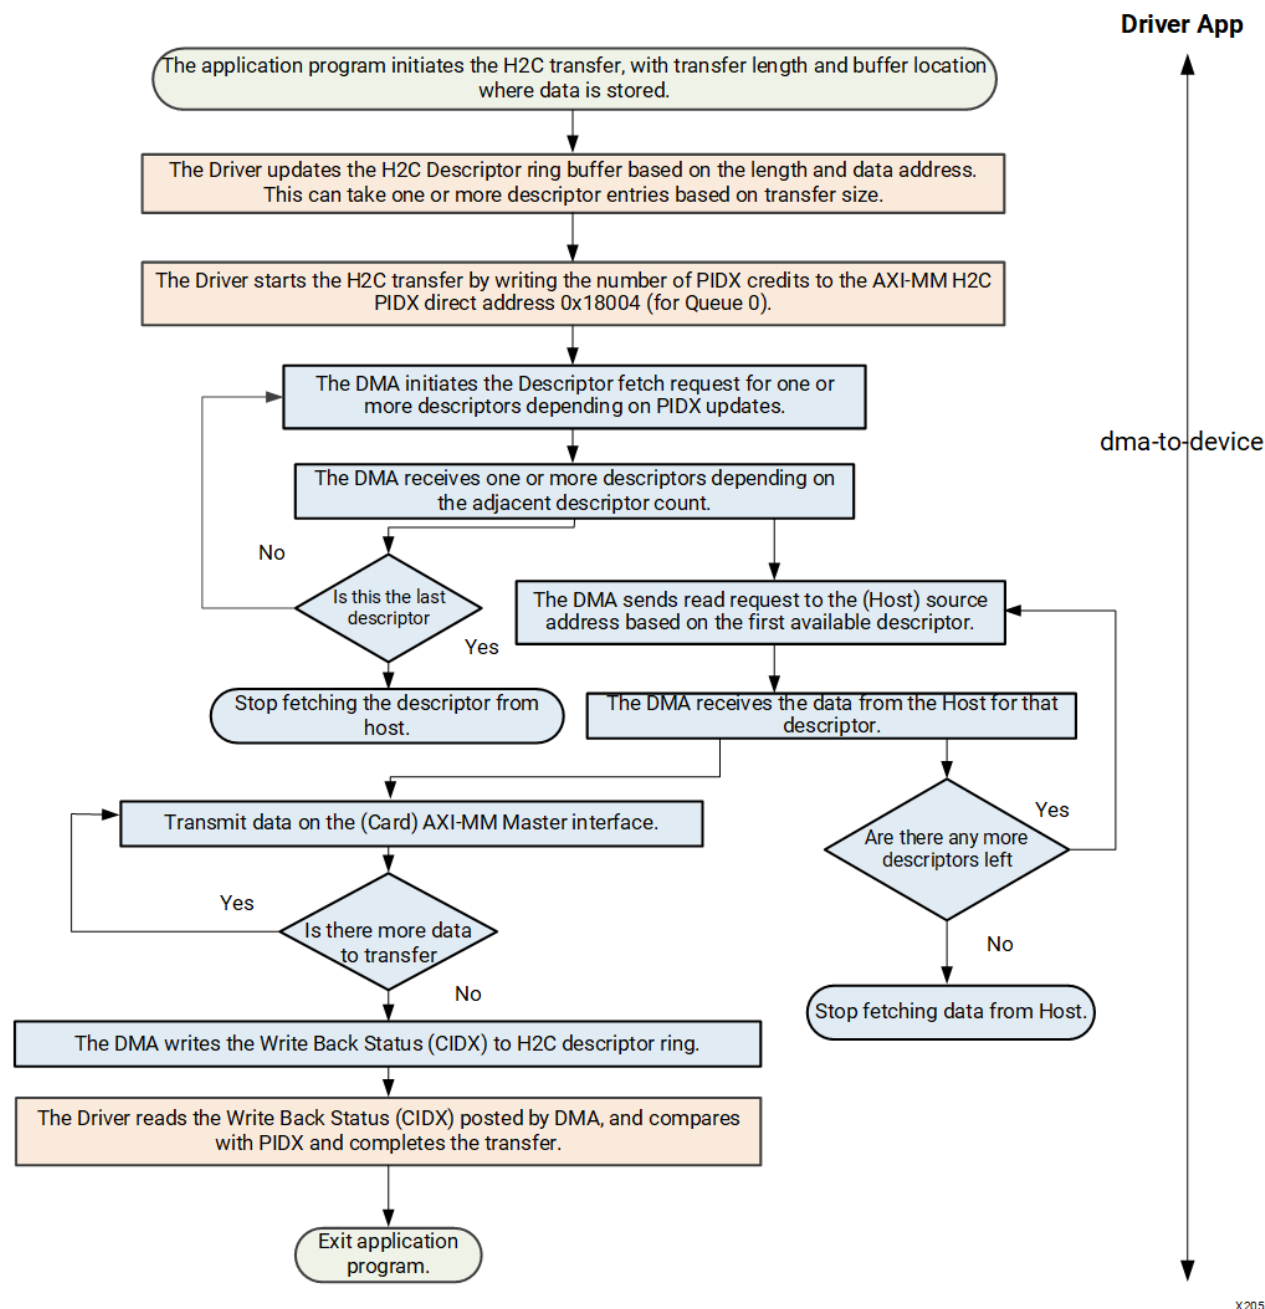 Driver App
The application program initiates the H2C transfer, with transfer length and buffer location
where data is stored.
The Driver updates the H2C Descriptor ring buffer based on the length and data address.
This can take one or more descriptor entries based on transfer size.
The Driver starts the H2C transfer by writing the number of PIDX credits to the AXI-MM H2C
PIDX direct address 0x18004 (for Queue 0).
The DMA initiates the Descriptor fetch request for one or
more descriptors depending on PIDX updates.
dma-to-device
The DMA receives one or more descriptors depending on
the adjacent descriptor count.
No
Is this the last
descriptor
Yes
The DMA sends read request to the (Host) source
address based on the first available descriptor.
Stop fetching the descriptor from
host.
The DMA receives the data from the Host for that
descriptor.
Transmit data on the (Card) AXI-MM Master interface.
Yes
Are there any more
descriptors left
Yes
Is there more data
to transfer
No
No
Stop fetching data from Host.
The DMA writes the Write Back Status (CIDX) to H2C descriptor ring.
The Driver reads the Write Back Status (CIDX) posted by DMA, and compares
with PIDX and completes the transfer.
Exit application
program.
X205